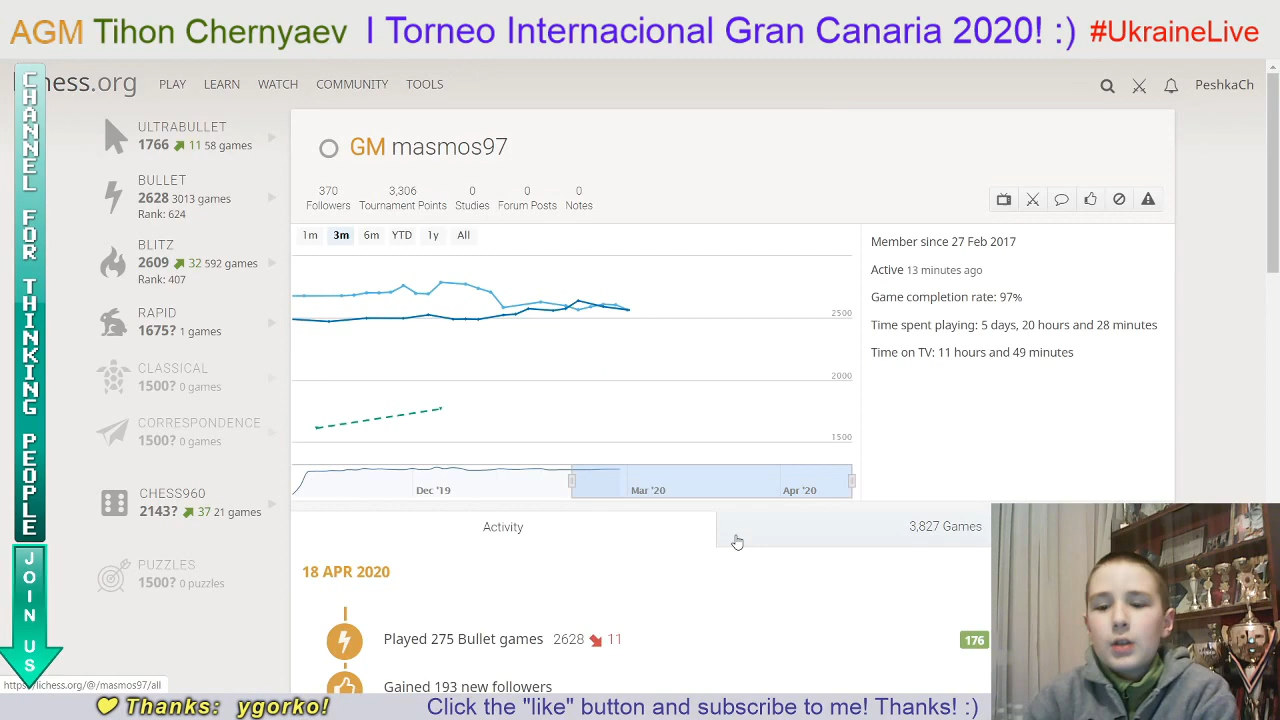 AGM Tihon Chernyaev I Torneo Internacional Gran Canaria 2020! :) #UkraineLive
CHANNEL FOR THINKING PEOPLE
JOIN US
hess.org PLAY LEARN WATCH COMMUNITY TOOLS PeshkaCh
ULTRABULLET
1766 11 58 games
BULLET
2628 3013 games
Rank: 624
BLITZ
2609 32 592 games
Rank: 407
RAPID
1675? 1 games
CLASSICAL
1500? 0 games
CORRESPONDENCE
1500? 0 games
CHESS960
2143? 37 21 games
PUZZLES
1500? 0 puzzles
GM masmos97
370 3,306 0 0 0
Followers Tournament Points Studies Forum Posts Notes
1m 3m 6m YTD 1y All
2500
2000
1500
Dec '19 Mar '20 Apr '20
Member since 27 Feb 2017
Active 13 minutes ago
Game completion rate: 97%
Time spent playing: 5 days, 20 hours and 28 minutes
Time on TV: 11 hours and 49 minutes
Activity 3,827 Games
18 APR 2020
Played 275 Bullet games 2628 11 176
Gained 193 new followers
https://lichess.org/@/masmos97/all
Thanks: ygorko! Click the "like" button and subscribe to me! Thanks! :)